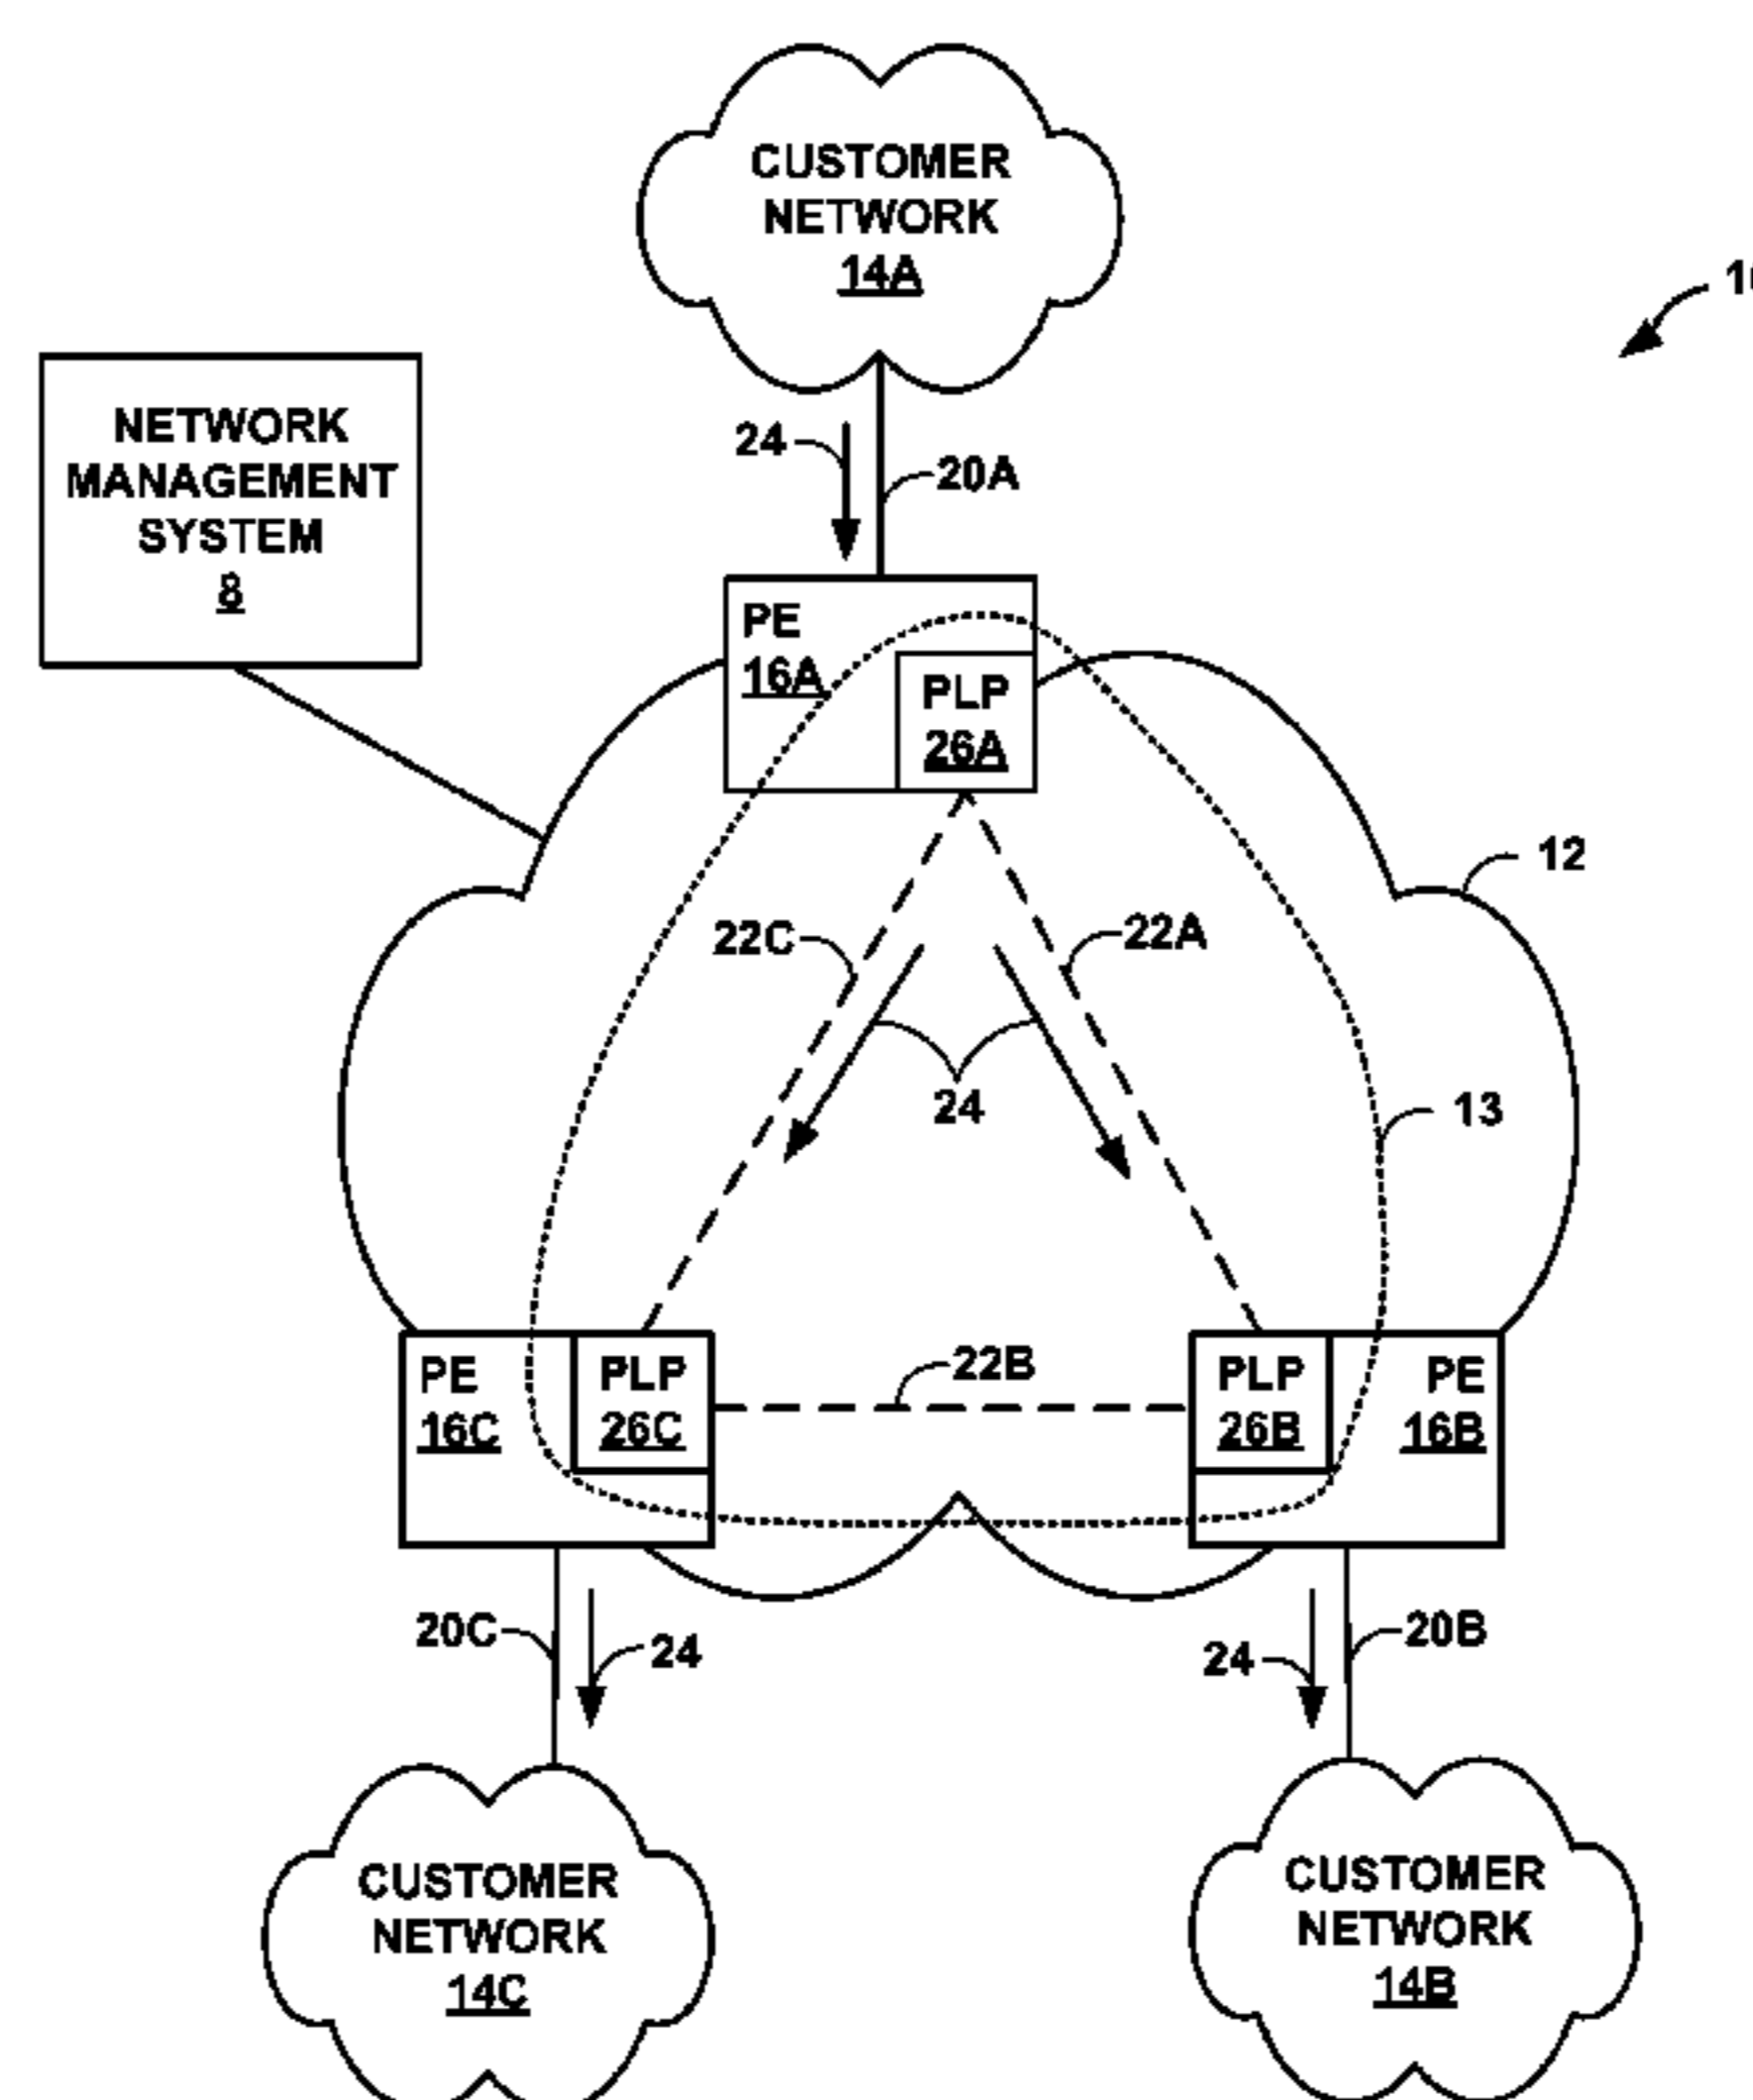 CUSTOMER
NETWORK
14A
NETWORK
MANAGEMENT
SYSTEM
8
24
20A
PE
16A
PLP
26A
12
22C
22A
24
13
PE
16C
PLP
26C
22B
PLP
26B
PE
16B
20C
24
24
20B
CUSTOMER
NETWORK
14C
CUSTOMER
NETWORK
14B